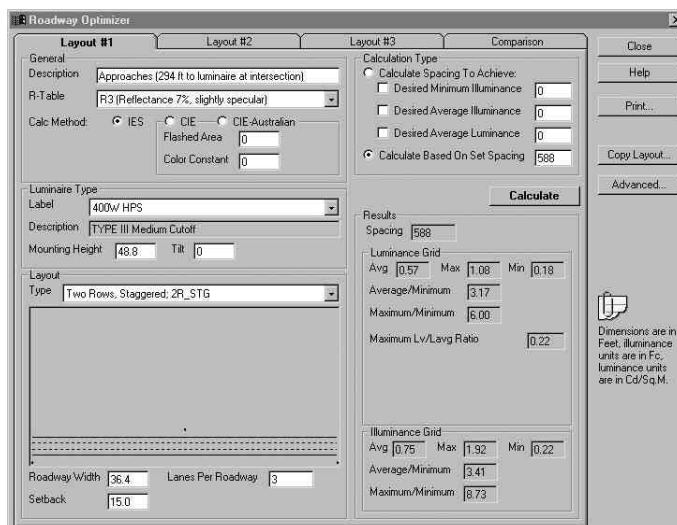 Roadway Optimizer
Layout #1
Layout #2
Layout #3
Comparison
General
Description Approaches (294 ft to luminaire at intersection)
R-Table R3 (Reflectance 7%, slightly specular)
Calc Method: IES CIE CIE-Australian
Flashed Area 0
Color Constant 0
Luminaire Type
Label 400W HPS
Description TYPE III Medium Cutoff
Mounting Height 48.8 Tilt 0
Layout
Type Two Rows, Staggered; 2R_STG
Roadway Width 36.4 Lanes Per Roadway 3
Setback 15.0
Calculation Type
Calculate Spacing To Achieve:
Desired Minimum Illuminance 0
Desired Average Illuminance 0
Desired Average Luminance 0
Calculate Based On Set Spacing 588
Calculate
Results
Spacing 588
Luminance Grid
Avg 0.57 Max 1.08 Min 0.18
Average/Minimum 3.17
Maximum/Minimum 6.00
Maximum Lv/Lavg Ratio 0.22
Illuminance Grid
Avg 0.75 Max 1.92 Min 0.22
Average/Minimum 3.41
Maximum/Minimum 8.73
Close
Help
Print...
Copy Layout...
Advanced...
Dimensions are in
Feet, illuminance
units are in Fc,
luminance units
are in Cd/Sq.M.